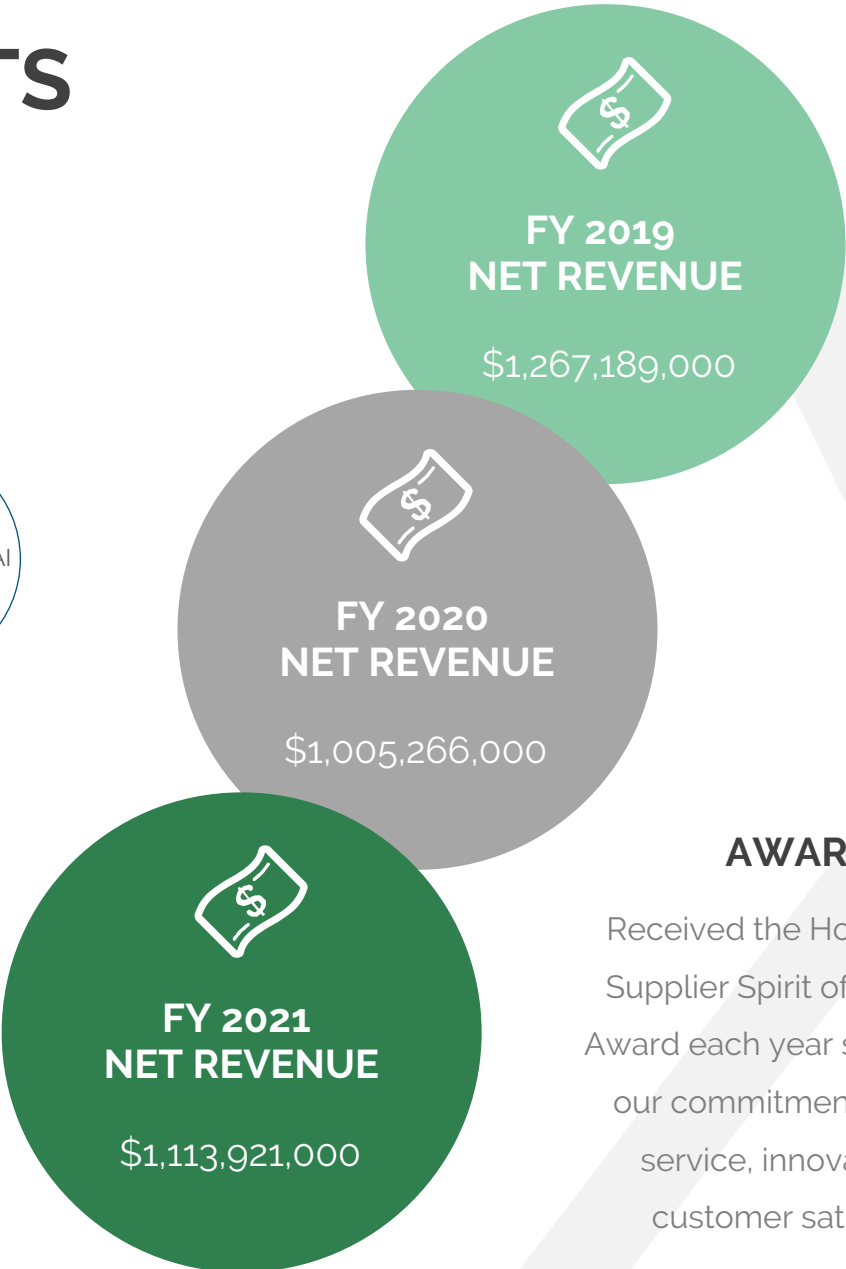 TS
FY 2019
NET REVENUE
$1,267,189,000
AI
FY 2020
NET REVENUE
$1,005,266,000
FY 2021
NET REVENUE
$1,113,921,000
AWAR
Received the Ho
Supplier Spirit of
Award each year s
our commitmen
service, innova
customer sat